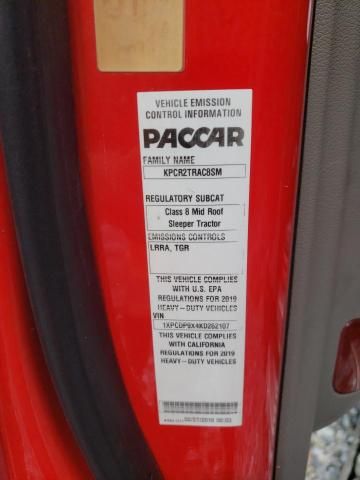 VEHICLE EMISSION
CONTROL INFORMATION
PACCAR
FAMILY NAME
KPCR2TRAC8SM
REGULATORY SUBCAT
Class 8 Mid Roof
Sleeper Tractor
EMISSIONS CONTROLS
LRRA, TGR
THIS VEHICLE COMPLIES
WITH U.S. EPA
REGULATIONS FOR 2019
HEAVY-DUTY VEHICLES
VIN
THIS VEHICLE COMPLIES
WITH CALIFORNIA
REGULATIONS FOR 2019
HEAVY-DUTY VEHICLES